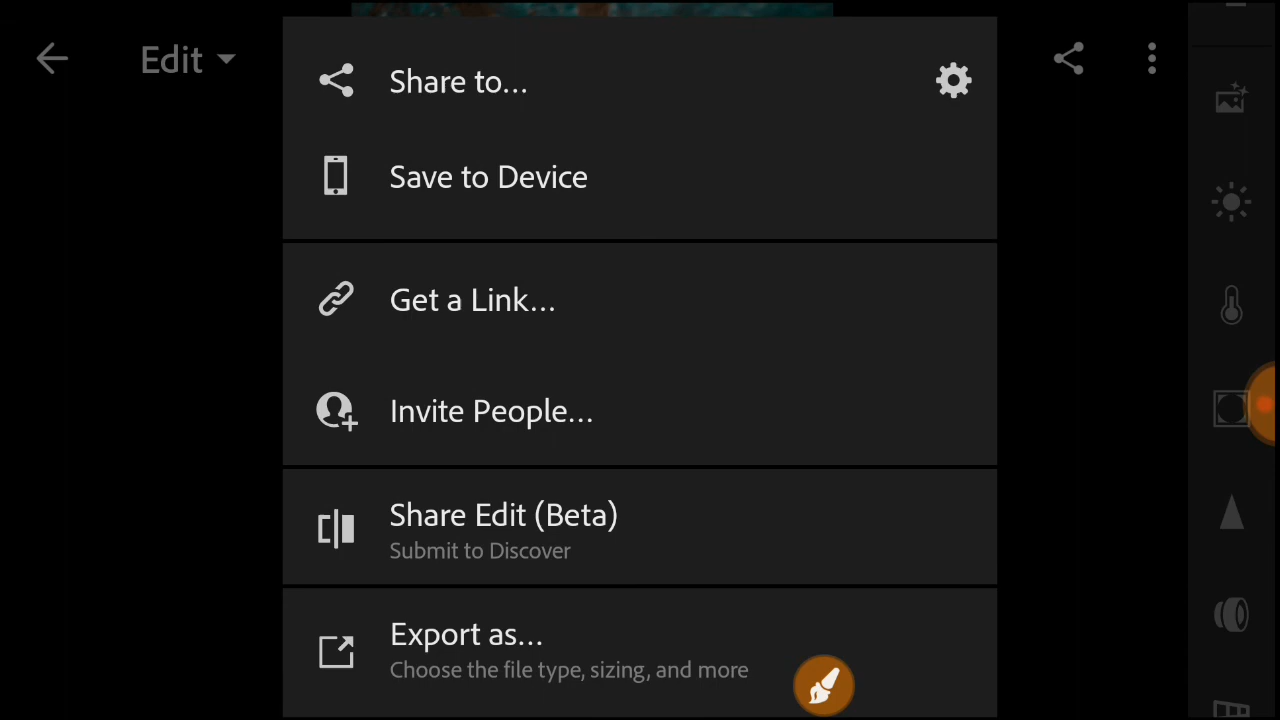 Edit
Share to...
Save to Device
Get a Link...
Invite People...
Share Edit (Beta)
Submit to Discover
Export as...
Choose the file type, sizing, and more